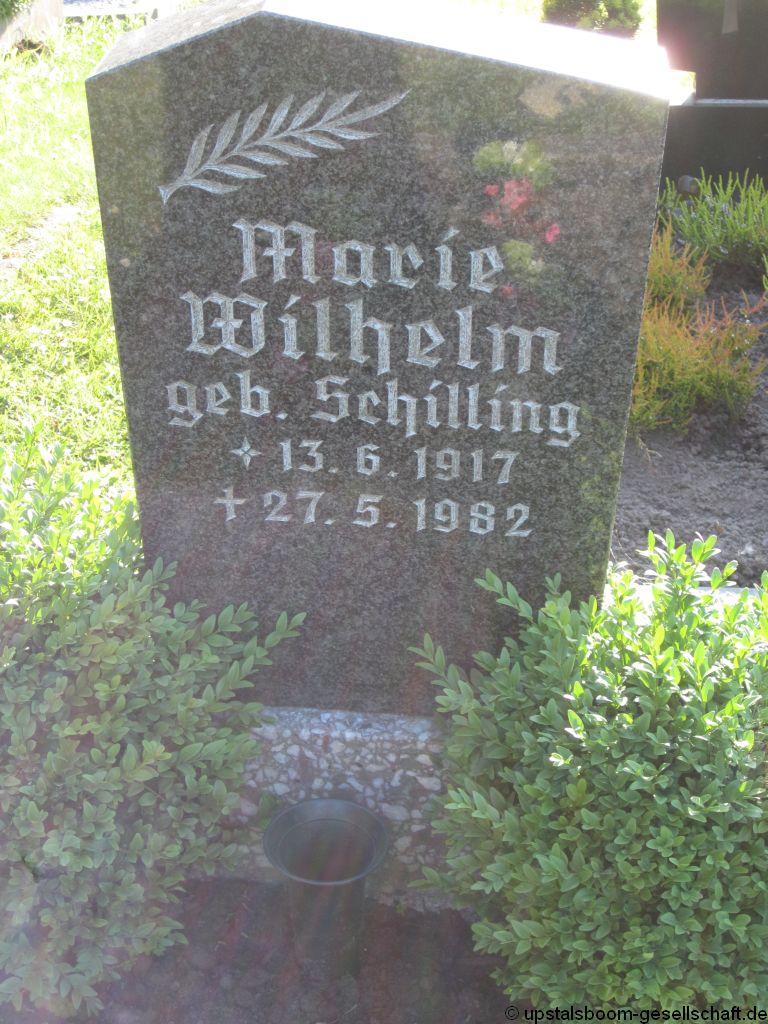 Marie
Wilhelm
geb. Schilling
✧ 13. 6. 1917
✝ 27. 5. 1982
© upstalsboom-gesellschaft.de